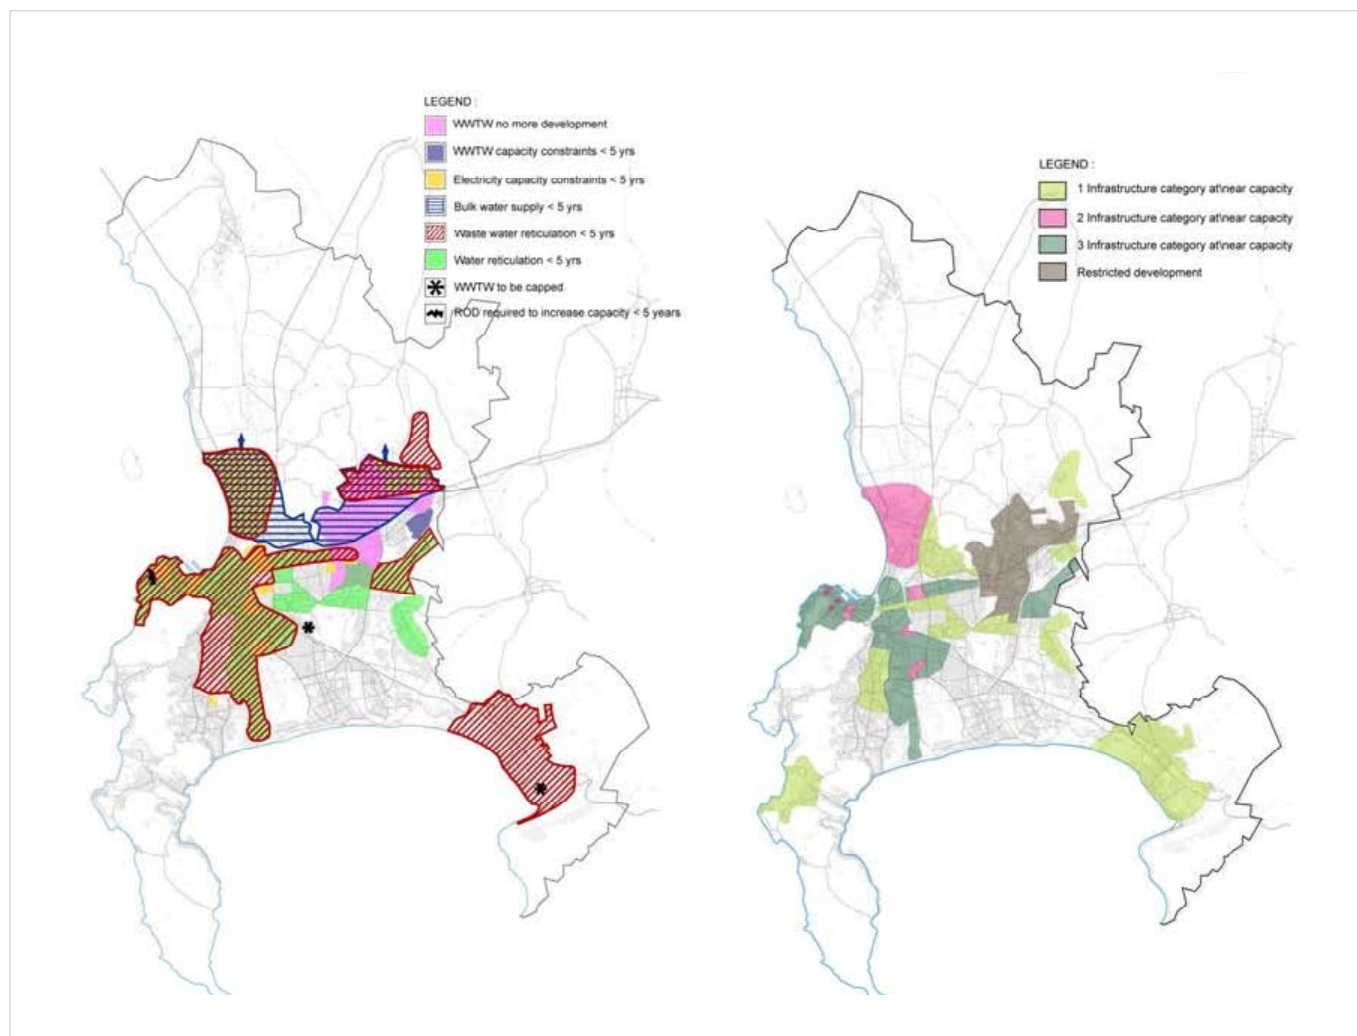 LEGEND :
WWTW no more development
WWTW capacity constraints < 5 yrs
Electricity capacity constraints < 5 yrs
Bulk water supply < 5 yrs
Waste water reticulation < 5 yrs
Water reticulation < 5 yrs
WWTW to be capped
ROD required to increase capacity < 5 years
LEGEND :
1 Infrastructure category at\near capacity
2 Infrastructure category at\near capacity
3 Infrastructure category at\near capacity
Restricted development